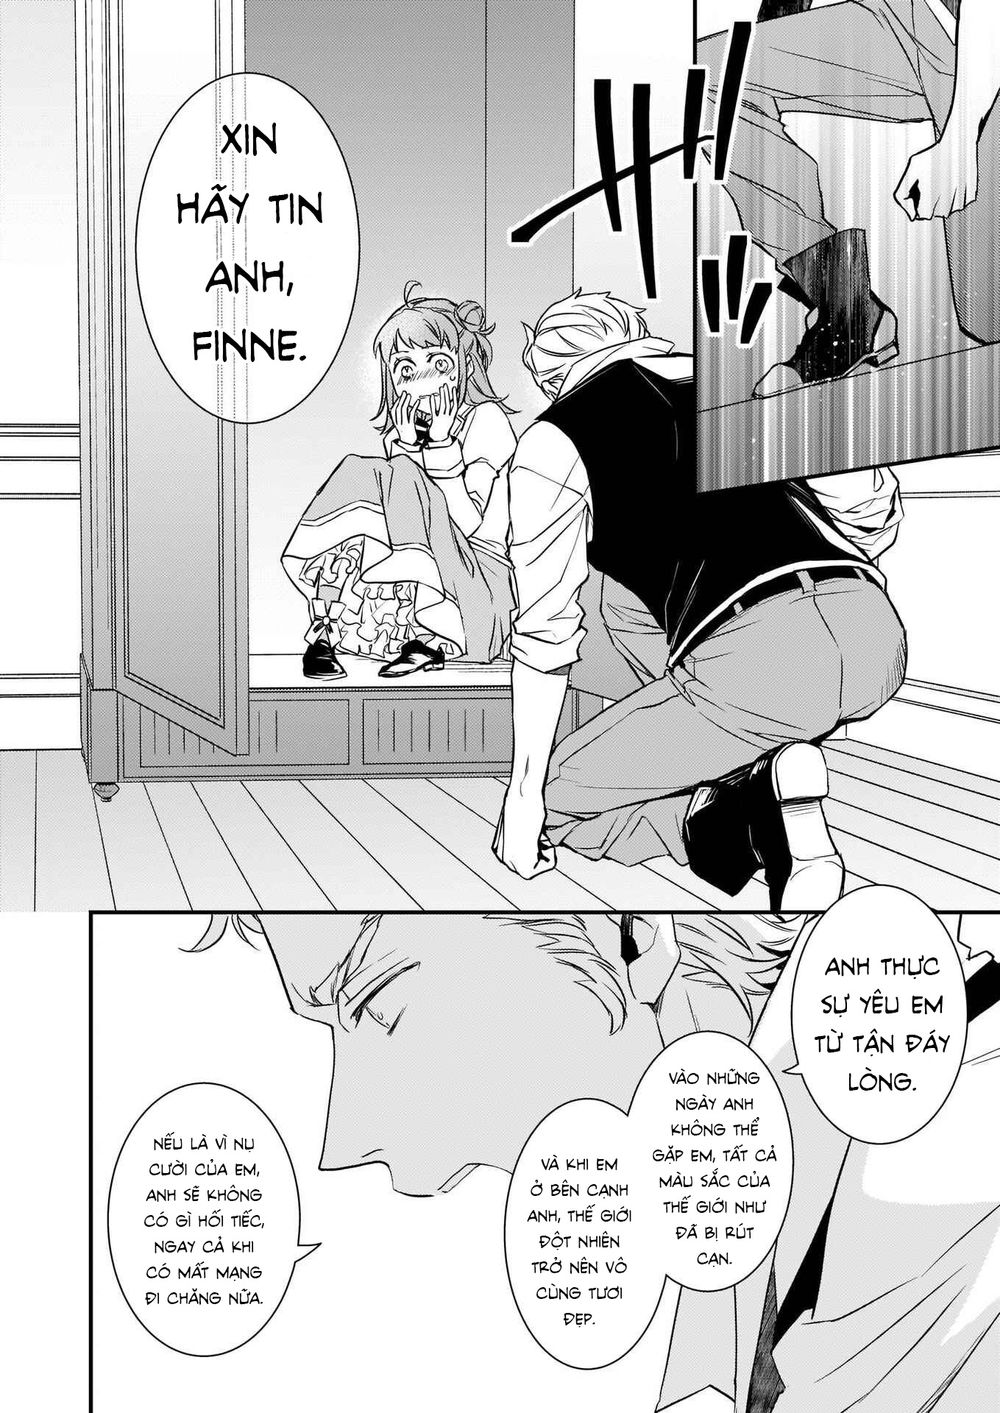 XIN
HÃY TIN
ANH,
FINNE.
ANH THỰC
SỰ YÊU EM
TỪ TẬN ĐÁY
LÒNG.
VÀO NHỮNG
NGÀY ANH
KHÔNG THỂ
GẶP EM, TẤT CẢ
MÀU SẮC CỦA
THẾ GIỚI NHƯ
ĐÃ BỊ RÚT
CẠN.
VÀ KHI EM
Ở BÊN CẠNH
ANH, THẾ GIỚI
ĐỘT NHIÊN
TRỞ NÊN VÔ
CÙNG TƯƠI
ĐẸP.
NẾU LÀ VÌ NỤ
CƯỜI CỦA EM,
ANH SẼ KHÔNG
CÓ GÌ HỐI TIẾC,
NGAY CẢ KHI
CÓ MẤT MẠNG
ĐI CHĂNG NỮA.